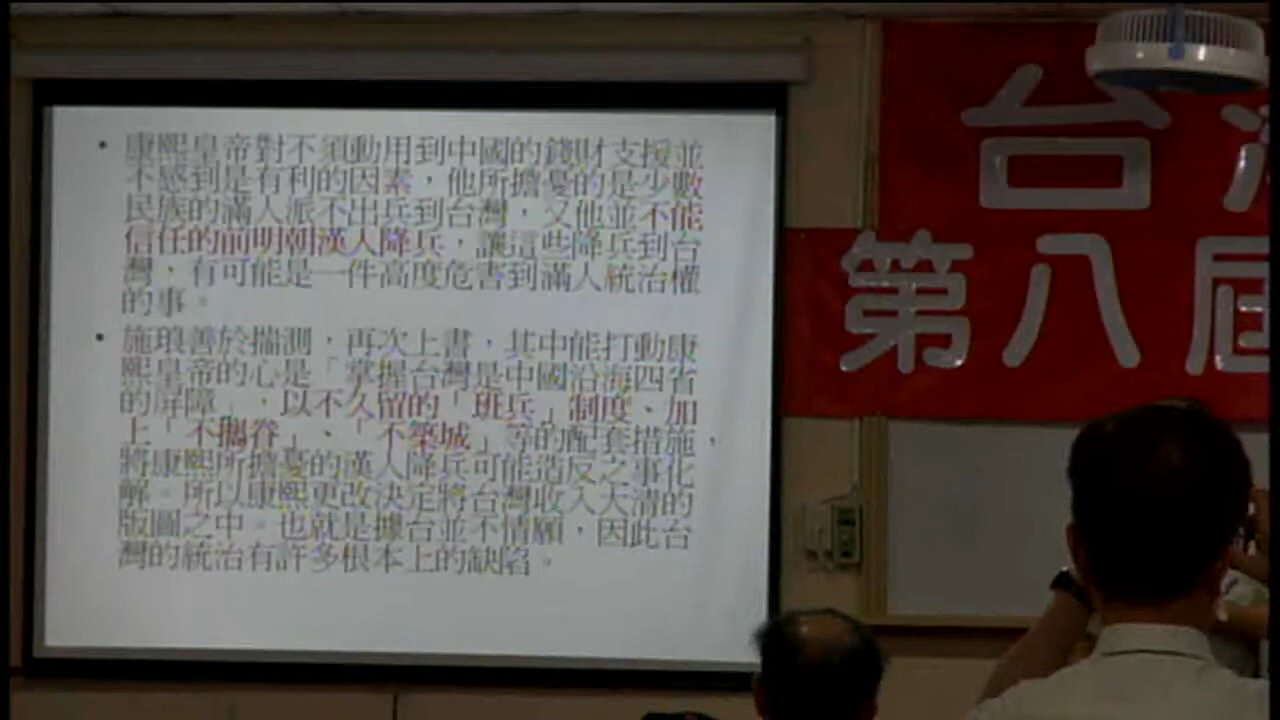 • 康熙皇帝對不須動用到中國的錢財支援並
不感到是有利的因素，他所擔憂的是少數
民族的滿人派不出兵到台灣，又他並不能
信任的前明朝漢人降兵，讓這些降兵到台
灣，有可能是一件高度危害到滿人統治權
的事。
• 施琅善於揣測，再次上書，其中能打動康
熙皇帝的心是「掌握台灣是中國沿海四省
的屏障」，以不久留的「班兵」制度、加
上「不攜眷」、「不築城」等的配套措施，
將康熙所擔憂的漢人降兵可能造反之事化
解。所以康熙更改決定將台灣收入大清的
版圖之中。也就是據台並不情願，因此台
灣的統治有許多根本上的缺陷。
台
第八屆